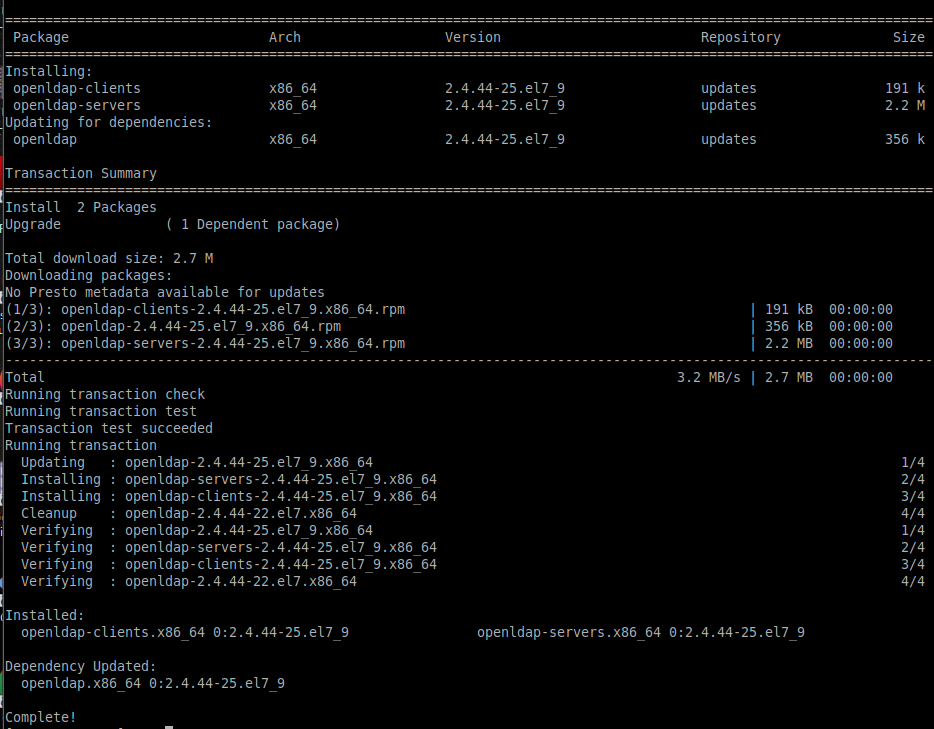 ================================================================================
Package Arch Version Repository Size
================================================================================
Installing:
openldap-clients x86_64 2.4.44-25.el7_9 updates 191 k
openldap-servers x86_64 2.4.44-25.el7_9 updates 2.2 M
Updating for dependencies:
openldap x86_64 2.4.44-25.el7_9 updates 356 k
Transaction Summary
================================================================================
Install 2 Packages
Upgrade ( 1 Dependent package)
Total download size: 2.7 M
Downloading packages:
No Presto metadata available for updates
(1/3): openldap-clients-2.4.44-25.el7_9.x86_64.rpm | 191 kB 00:00:00
(2/3): openldap-2.4.44-25.el7_9.x86_64.rpm | 356 kB 00:00:00
(3/3): openldap-servers-2.4.44-25.el7_9.x86_64.rpm | 2.2 MB 00:00:00
--------------------------------------------------------------------------------
Total 3.2 MB/s | 2.7 MB 00:00:00
Running transaction check
Running transaction test
Transaction test succeeded
Running transaction
Updating : openldap-2.4.44-25.el7_9.x86_64 1/4
Installing : openldap-servers-2.4.44-25.el7_9.x86_64 2/4
Installing : openldap-clients-2.4.44-25.el7_9.x86_64 3/4
Cleanup : openldap-2.4.44-22.el7.x86_64 4/4
Verifying : openldap-2.4.44-25.el7_9.x86_64 1/4
Verifying : openldap-servers-2.4.44-25.el7_9.x86_64 2/4
Verifying : openldap-clients-2.4.44-25.el7_9.x86_64 3/4
Verifying : openldap-2.4.44-22.el7.x86_64 4/4
Installed:
openldap-clients.x86_64 0:2.4.44-25.el7_9 openldap-servers.x86_64 0:2.4.44-25.el7_9
Dependency Updated:
openldap.x86_64 0:2.4.44-25.el7_9
Complete!